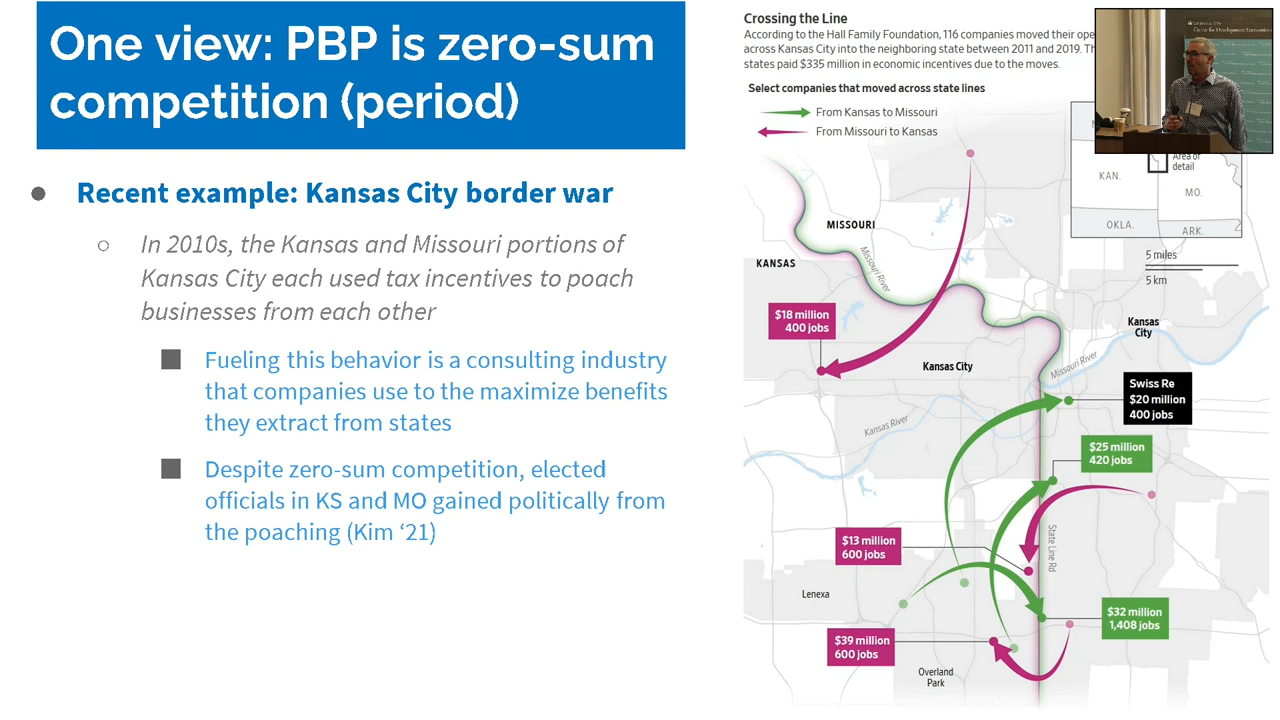 One view: PBP is zero-sum
competition (period)
Recent example: Kansas City border war
In 2010s, the Kansas and Missouri portions of
Kansas City each used tax incentives to poach
businesses from each other
Fueling this behavior is a consulting industry
that companies use to the maximize benefits
they extract from states
Despite zero-sum competition, elected
officials in KS and MO gained politically from
the poaching (Kim ‘21)
Crossing the Line
According to the Hall Family Foundation, 116 companies moved their
across Kansas City into the neighboring state between 2011 and 2019.
states paid $335 million in economic incentives due to the moves.
Select companies that moved across state lines
From Kansas to Missouri
From Missouri to Kansas
Area of
detail
KAN.
MO.
OKLA.
ARK.
5 miles
5 km
MISSOURI
KANSAS
Missouri River
$18 million
400 jobs
Kansas
City
Kansas City
Missouri River
Swiss Re
$20 million
400 jobs
Kansas River
$25 million
420 jobs
$13 million
600 jobs
State Line Rd
Lenexa
$32 million
1,408 jobs
$39 million
600 jobs
Overland
Park